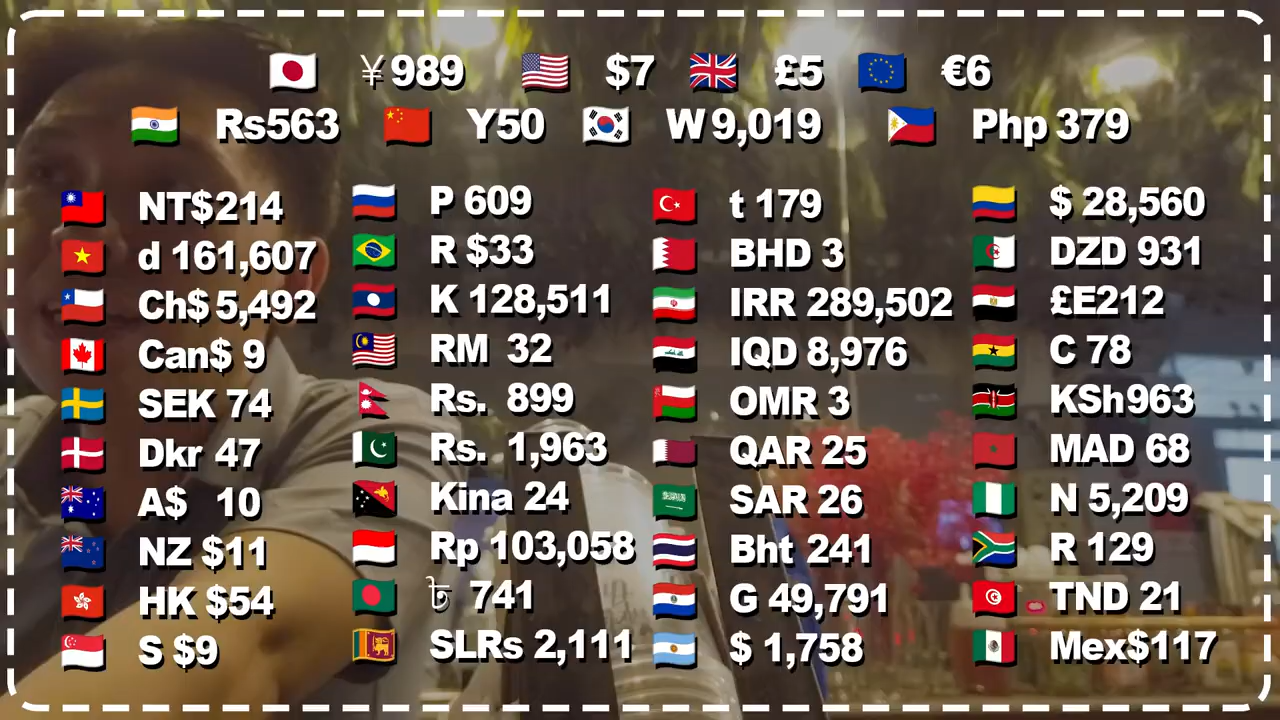 ¥989 $7 £5 €6
Rs563 Y50 W9,019 Php 379
NT$214 P 609 t 179 $ 28,560
d 161,607 R $33 BHD 3 DZD 931
Ch$ 5,492 K 128,511 IRR 289,502 £E212
Can$ 9 RM 32 IQD 8,976 C 78
SEK 74 Rs. 899 OMR 3 KSh963
Dkr 47 Rs. 1,963 QAR 25 MAD 68
A$ 10 Kina 24 SAR 26 N 5,209
NZ $11 Rp 103,058 Bht 241 R 129
HK $54 ৳ 741 G 49,791 TND 21
S $9 SLRs 2,111 $ 1,758 Mex$117